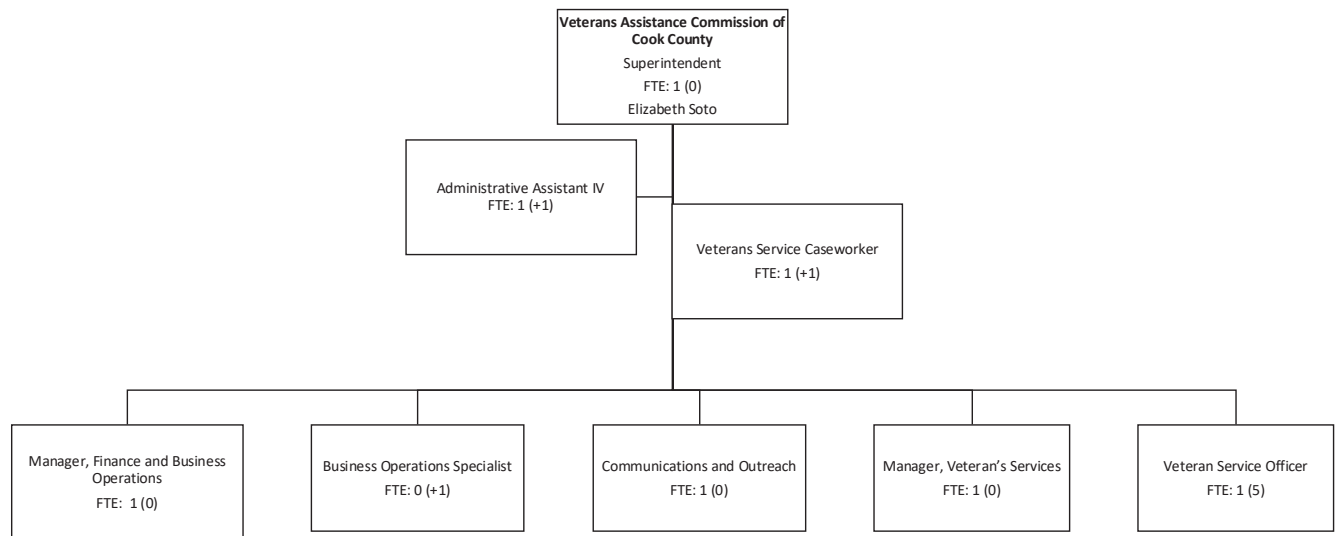 Veterans Assistance Commission of
Cook County
Superintendent
FTE: 1 (0)
Elizabeth Soto
Administrative Assistant IV
FTE: 1 (+1)
Veterans Service Caseworker
FTE: 1 (+1)
Manager, Finance and Business
Operations
FTE: 1 (0)
Business Operations Specialist
FTE: 0 (+1)
Communications and Outreach
FTE: 1 (0)
Manager, Veteran’s Services
FTE: 1 (0)
Veteran Service Officer
FTE: 1 (5)